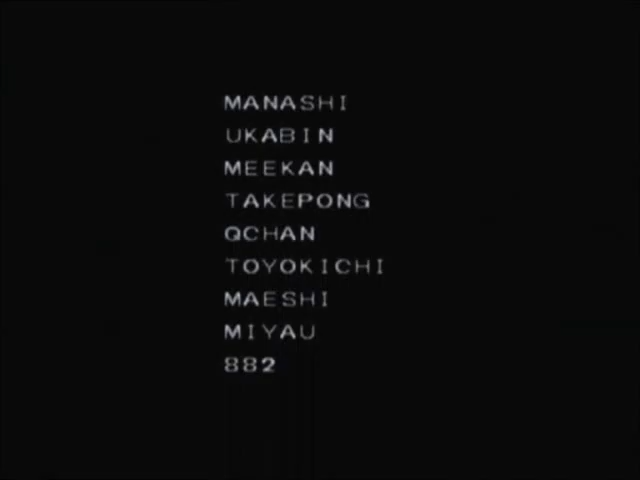 MANASHI
UKABIN
MEEKAN
TAKEPONG
QCHAN
TOYOKICHI
MAESHI
MIYAU
882